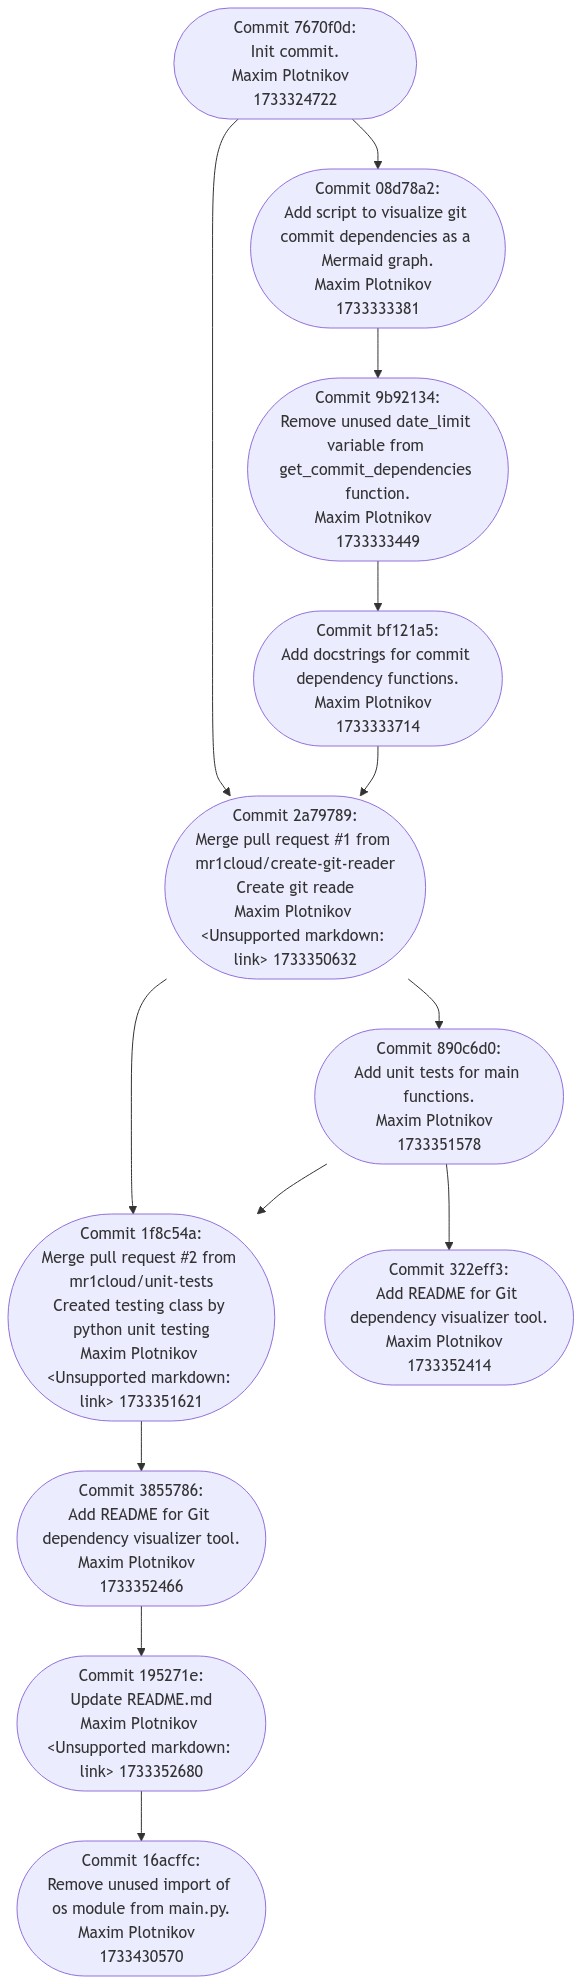 Commit 7670f0d:
Init commit.
Maxim Plotnikov
1733324722
Commit 08d78a2:
Add script to visualize git
commit dependencies as a
Mermaid graph.
Maxim Plotnikov
1733333381
Commit 9b92134:
Remove unused date_limit
variable from
get_commit_dependencies
function.
Maxim Plotnikov
1733333449
Commit bf121a5:
Add docstrings for commit
dependency functions.
Maxim Plotnikov
1733333714
Commit 2a79789:
Merge pull request #1 from
mr1cloud/create-git-reader
Create git reade
Maxim Plotnikov
<Unsupported markdown:
link> 1733350632
Commit 890c6d0:
Add unit tests for main
functions.
Maxim Plotnikov
1733351578
Commit 1f8c54a:
Merge pull request #2 from
mr1cloud/unit-tests
Created testing class by
python unit testing
Maxim Plotnikov
<Unsupported markdown:
link> 1733351621
Commit 322eff3:
Add README for Git
dependency visualizer tool.
Maxim Plotnikov
1733352414
Commit 3855786:
Add README for Git
dependency visualizer tool.
Maxim Plotnikov
1733352466
Commit 195271e:
Update README.md
Maxim Plotnikov
<Unsupported markdown:
link> 1733352680
Commit 16acffc:
Remove unused import of
os module from main.py.
Maxim Plotnikov
1733430570